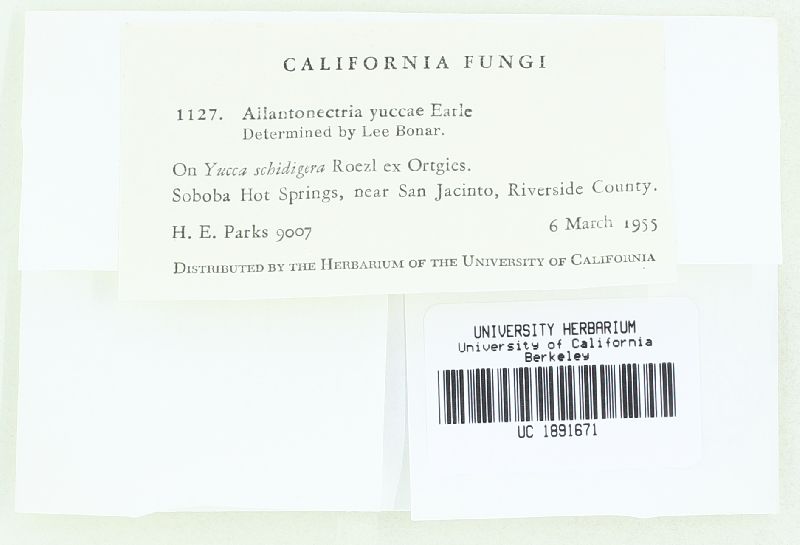 CALIFORNIA FUNGI
1127. Allantonectria yuccae Earle
Determined by Lee Bonar.
On Yucca schidigera Roezl ex Ortgies.
Soboba Hot Springs, near San Jacinto, Riverside County.
H. E. Parks 9007 6 March 1955
DISTRIBUTED BY THE HERBARIUM OF THE UNIVERSITY OF CALIFORNIA
UNIVERSITY HERBARIUM
University of California
Berkeley
UC 1891671